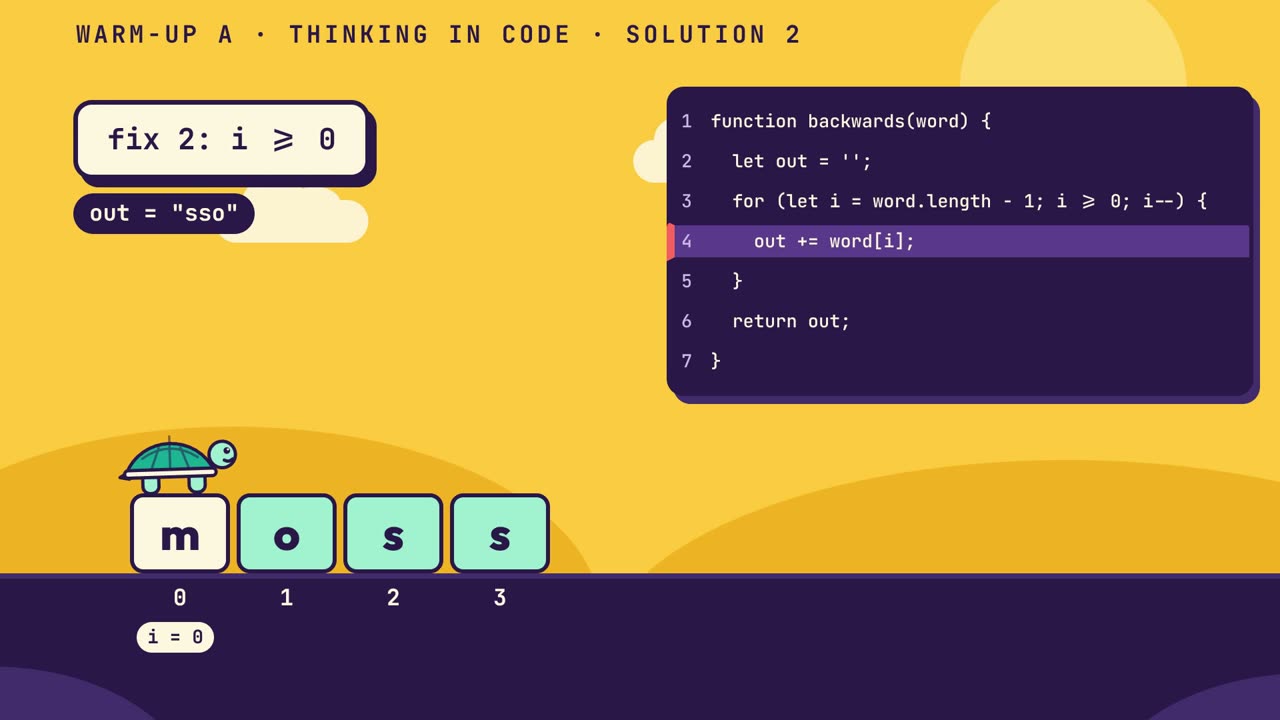 WARM-UP A · THINKING IN CODE · SOLUTION 2
fix 2: i ≥ 0
out = "sso"
1 function backwards(word) {
2 let out = '';
3 for (let i = word.length - 1; i ≥ 0; i--) {
4 out += word[i];
5 }
6 return out;
7 }
m o s s
0 1 2 3
i = 0